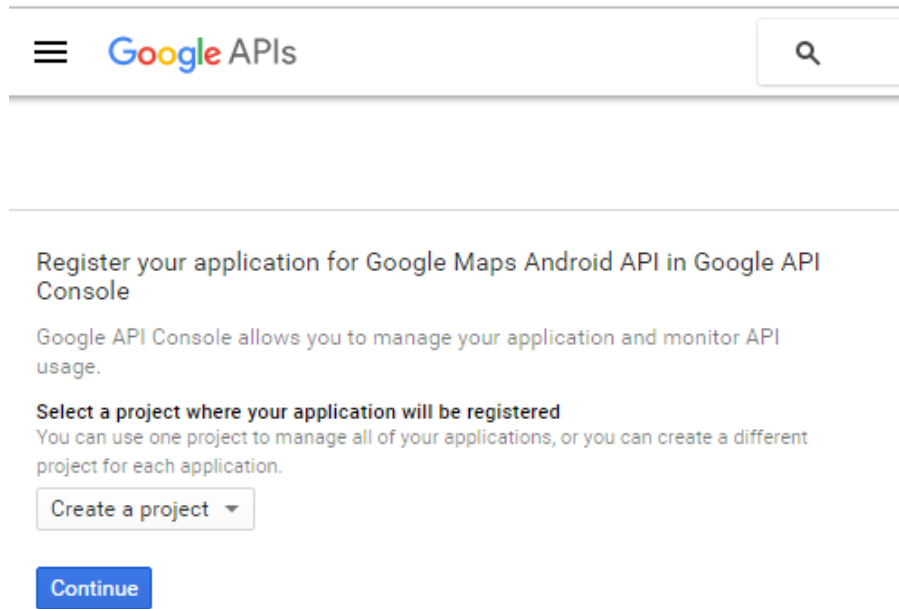 Google APIs
Register your application for Google Maps Android API in Google API
Console
Google API Console allows you to manage your application and monitor API
usage.
Select a project where your application will be registered
You can use one project to manage all of your applications, or you can create a different
project for each application.
Create a project
Continue